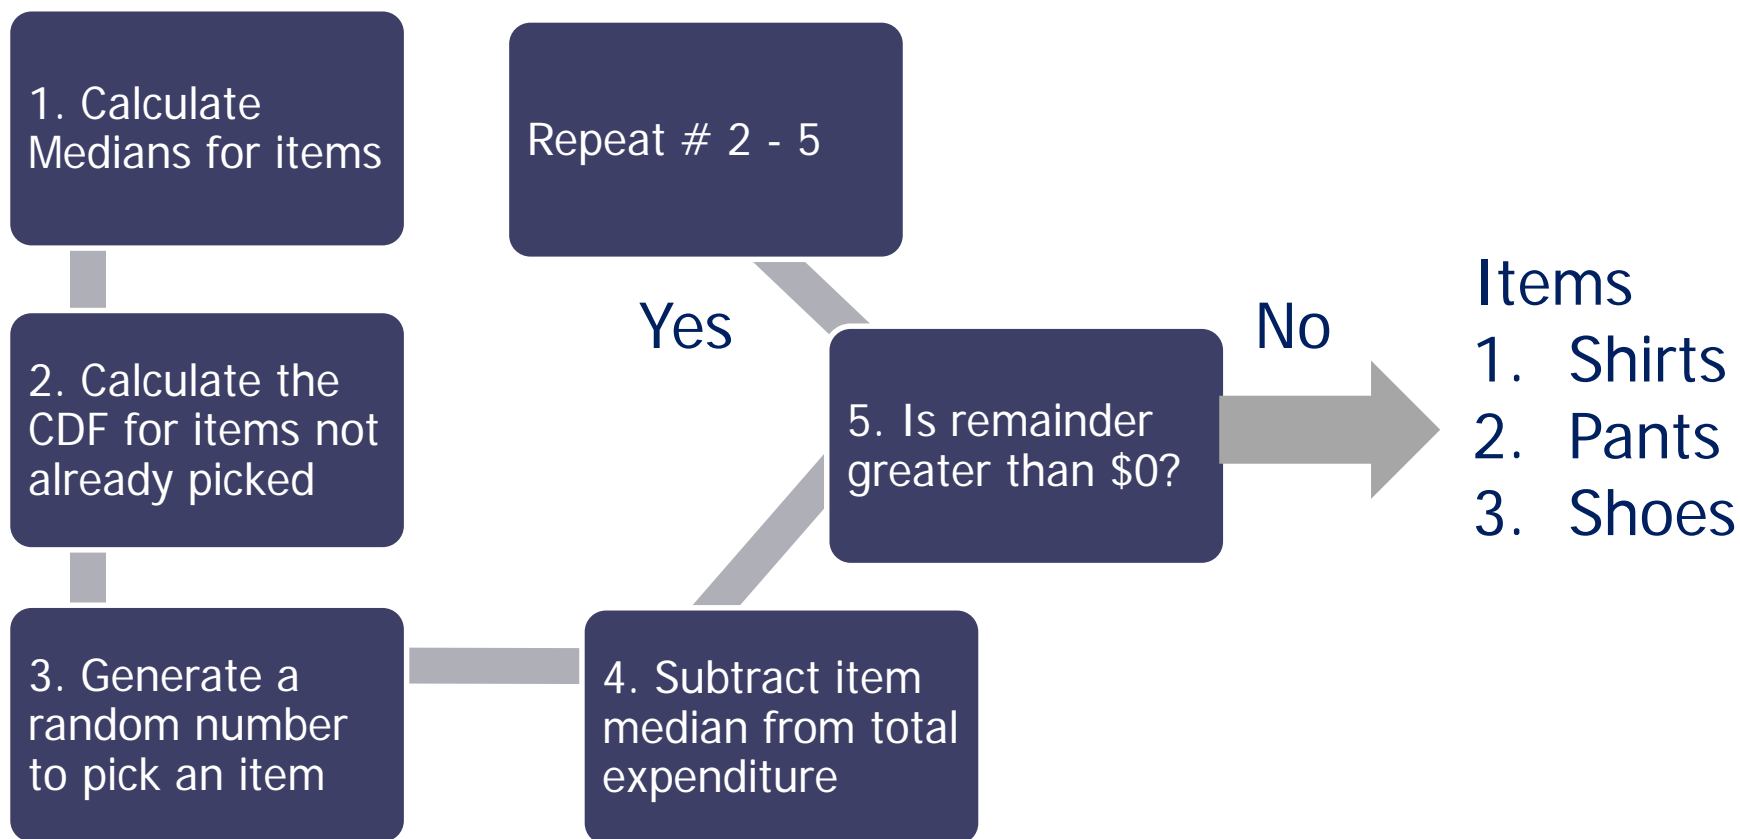 1. Calculate
Medians for items
2. Calculate the
CDF for items not
already picked
3. Generate a
random number
to pick an item
4. Subtract item
median from total
expenditure
5. Is remainder
greater than $0?
Yes
Repeat # 2 - 5
No
Items
1. Shirts
2. Pants
3. Shoes